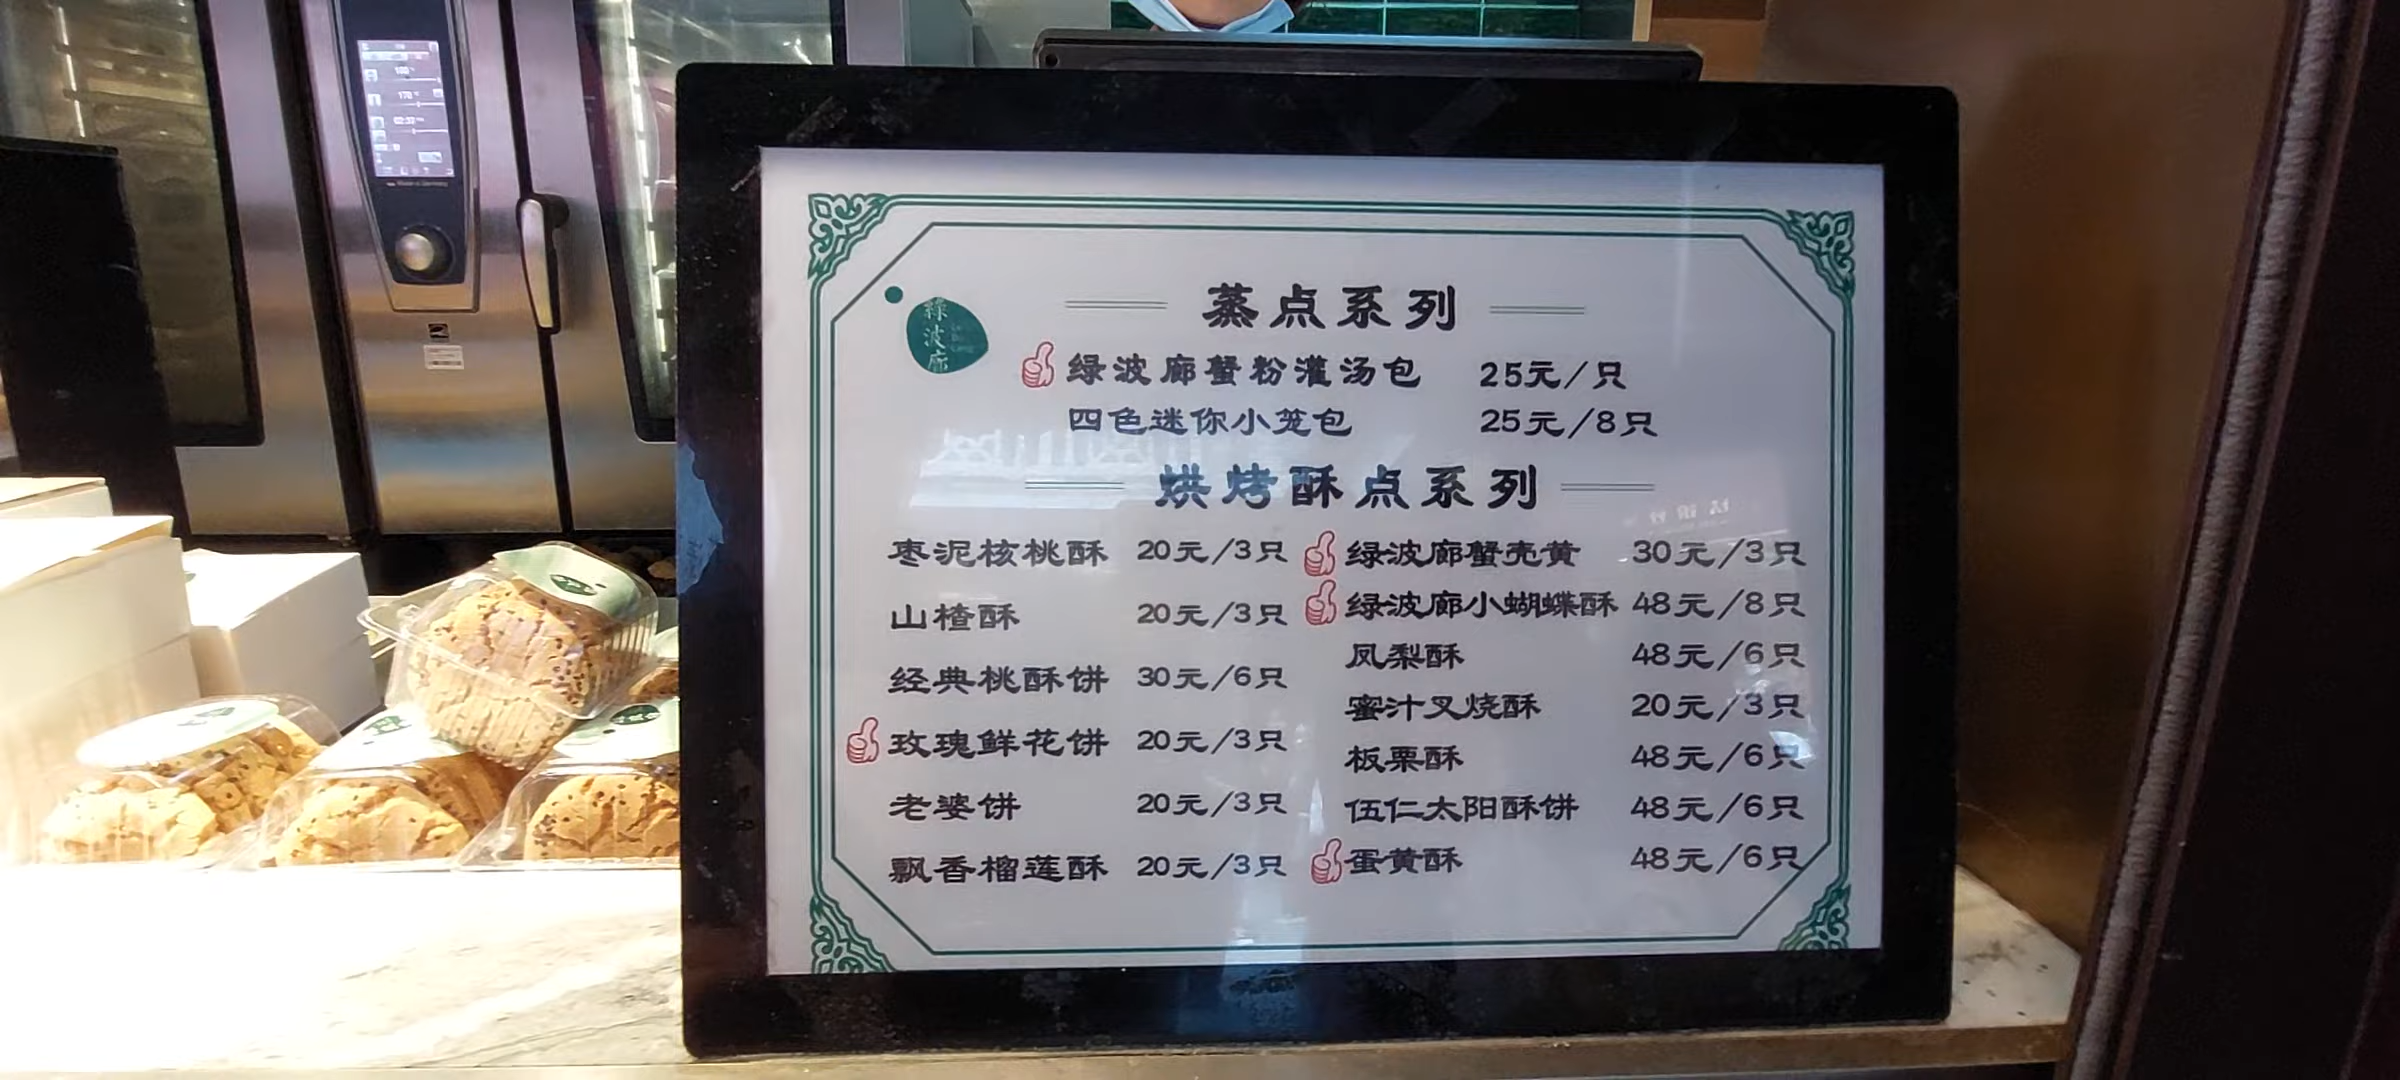 綠波廊
蒸点系列
绿波廊蟹粉灌汤包 25元/只
四色迷你小笼包 25元/8只
烘烤酥点系列
枣泥核桃酥 20元/3只
山楂酥 20元/3只
经典桃酥饼 30元/6只
玫瑰鲜花饼 20元/3只
老婆饼 20元/3只
飘香榴莲酥 20元/3只
绿波廊蟹壳黄 30元/3只
绿波廊小蝴蝶酥 48元/8只
凤梨酥 48元/6只
蜜汁叉烧酥 20元/3只
板栗酥 48元/6只
伍仁太阳酥饼 48元/6只
蛋黄酥 48元/6只